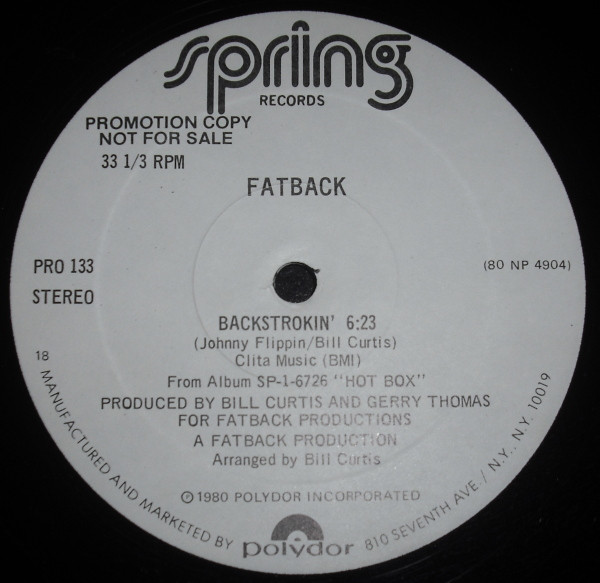 spring
RECORDS
PROMOTION COPY
NOT FOR SALE
33 1/3 RPM
FATBACK
PRO 133
(80 NP 4904)
STEREO
BACKSTROKIN' 6:23
(Johnny Flippin/Bill Curtis)
Clita Music (BMI)
18
From Album SP-1-6726 "HOT BOX"
PRODUCED BY BILL CURTIS AND GERRY THOMAS
FOR FATBACK PRODUCTIONS
A FATBACK PRODUCTION
Arranged by Bill Curtis
℗ 1980 POLYDOR INCORPORATED
MANUFACTURED AND MARKETED BY polydor 810 SEVENTH AVE. / N.Y., N.Y. 10019